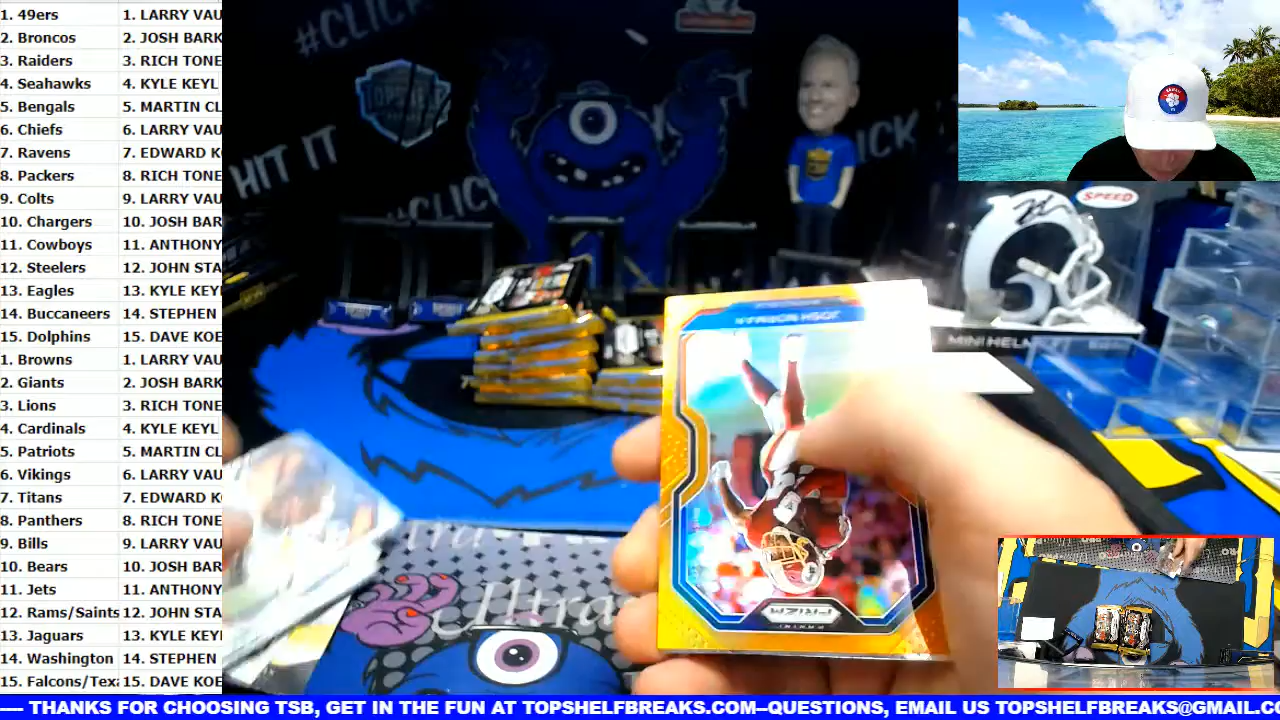 1. 49ers 1. LARRY VAU
2. Broncos 2. JOSH BARK
3. Raiders 3. RICH TONE
4. Seahawks 4. KYLE KEYL
5. Bengals 5. MARTIN CL
6. Chiefs 6. LARRY VAU
7. Ravens 7. EDWARD K
8. Packers 8. RICH TONE
9. Colts 9. LARRY VAU
10. Chargers 10. JOSH BAR
11. Cowboys 11. ANTHONY
12. Steelers 12. JOHN STA
13. Eagles 13. KYLE KEY
14. Buccaneers 14. STEPHEN
15. Dolphins 15. DAVE KOE
1. Browns 1. LARRY VAU
2. Giants 2. JOSH BARK
3. Lions 3. RICH TONE
4. Cardinals 4. KYLE KEYL
5. Patriots 5. MARTIN CL
6. Vikings 6. LARRY VAU
7. Titans 7. EDWARD K
8. Panthers 8. RICH TONE
9. Bills 9. LARRY VAU
10. Bears 10. JOSH BAR
11. Jets 11. ANTHONY
12. Rams/Saints 12. JOHN STA
13. Jaguars 13. KYLE KEY
14. Washington 14. STEPHEN
15. Falcons/Texa 15. DAVE KOE
#CLICK
HIT IT
#CLIC
CK
SPEED
MINI HELM
JOSH NORMAN
PRIZM
PANINI
Ultra
---- THANKS FOR CHOOSING TSB, GET IN THE FUN AT TOPSHELFBREAKS.COM--QUESTIONS, EMAIL US TOPSHELFBREAKS@GMAIL.CO